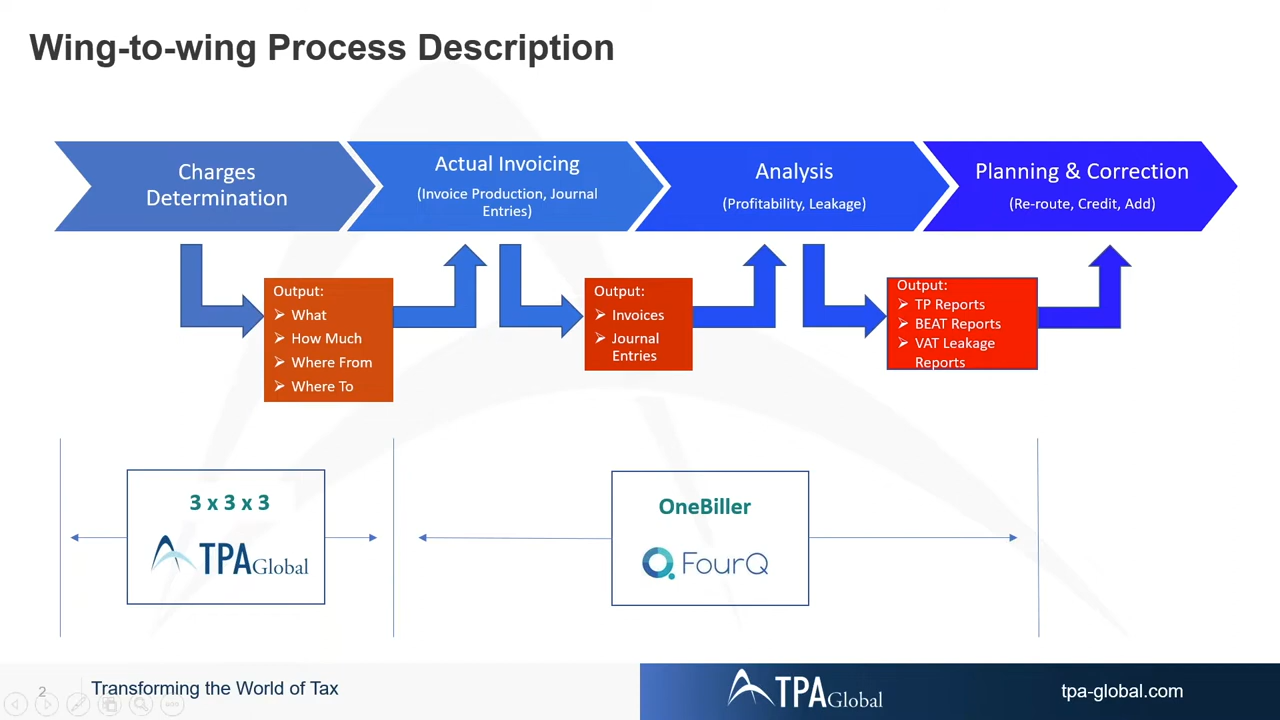 Wing-to-wing Process Description
Charges
Determination
Actual Invoicing
(Invoice Production, Journal
Entries)
Analysis
(Profitability, Leakage)
Planning & Correction
(Re-route, Credit, Add)
Output:
What
How Much
Where From
Where To
Output:
Invoices
Journal
Entries
Output:
TP Reports
BEAT Reports
VAT Leakage
Reports
3 x 3 x 3
TPA Global
OneBiller
FourQ
2
Transforming the World of Tax
TPA Global
tpa-global.com